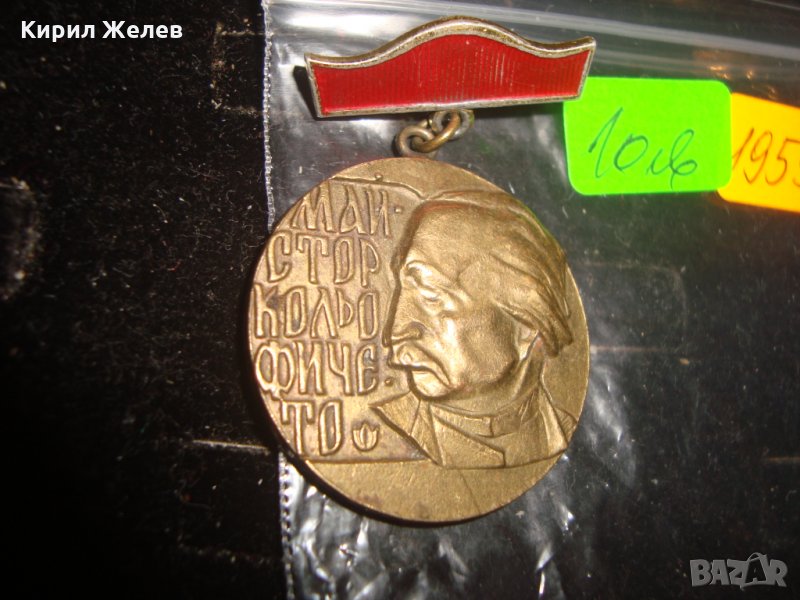 Кирил Желев
10лв
195
МАЙ-
СТОР
КОЛЬО
ФИЧЕ-
ТО
BAZAR